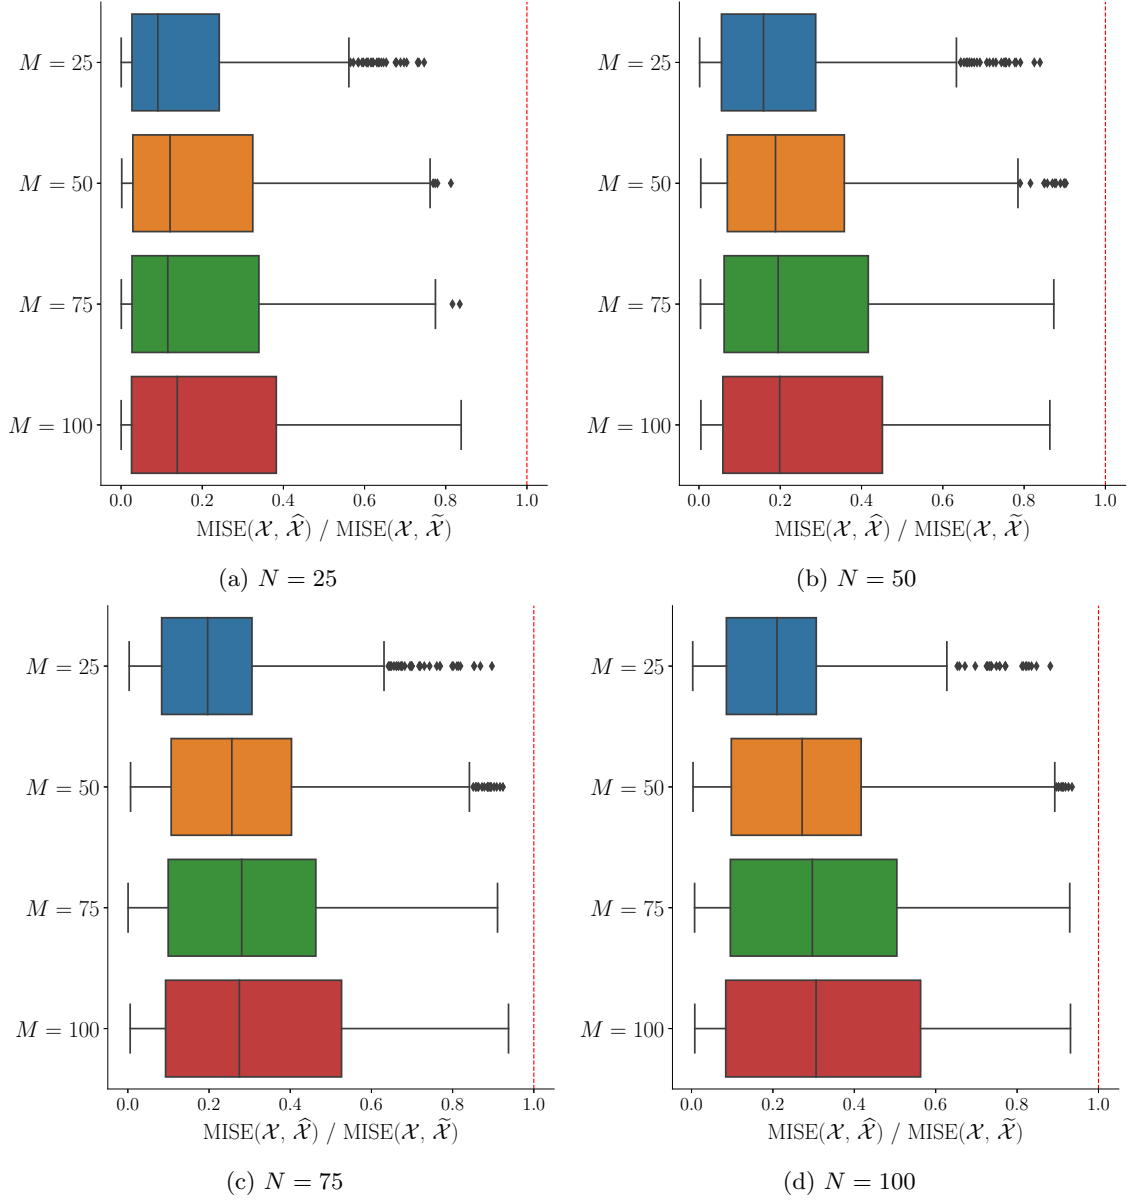 M = 25
M = 50
M = 75
M = 100
0.0 0.2 0.4 0.6 0.8 1.0
MISE(𝒳, 𝒳̂) / MISE(𝒳, 𝒳̃)
(a) N = 25
M = 25
M = 50
M = 75
M = 100
0.0 0.2 0.4 0.6 0.8 1.0
MISE(𝒳, 𝒳̂) / MISE(𝒳, 𝒳̃)
(b) N = 50
M = 25
M = 50
M = 75
M = 100
0.0 0.2 0.4 0.6 0.8 1.0
MISE(𝒳, 𝒳̂) / MISE(𝒳, 𝒳̃)
(c) N = 75
M = 25
M = 50
M = 75
M = 100
0.0 0.2 0.4 0.6 0.8 1.0
MISE(𝒳, 𝒳̂) / MISE(𝒳, 𝒳̃)
(d) N = 100